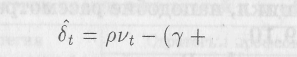 $\hat{\delta}_t = \rho\nu_t - (\gamma +$